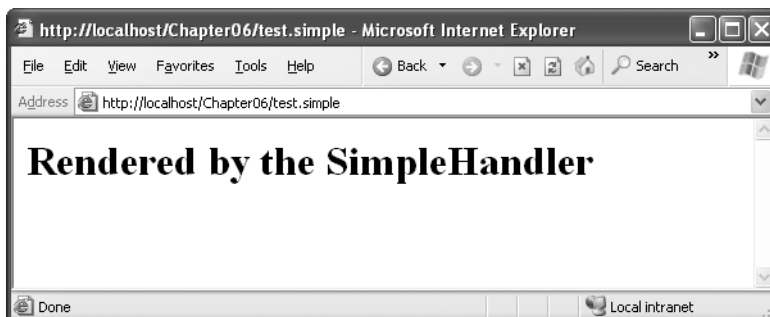 http://localhost/Chapter06/test.simple - Microsoft Internet Explorer
File Edit View Favorites Tools Help Back Search »
Address http://localhost/Chapter06/test.simple
Rendered by the SimpleHandler
Done Local intranet